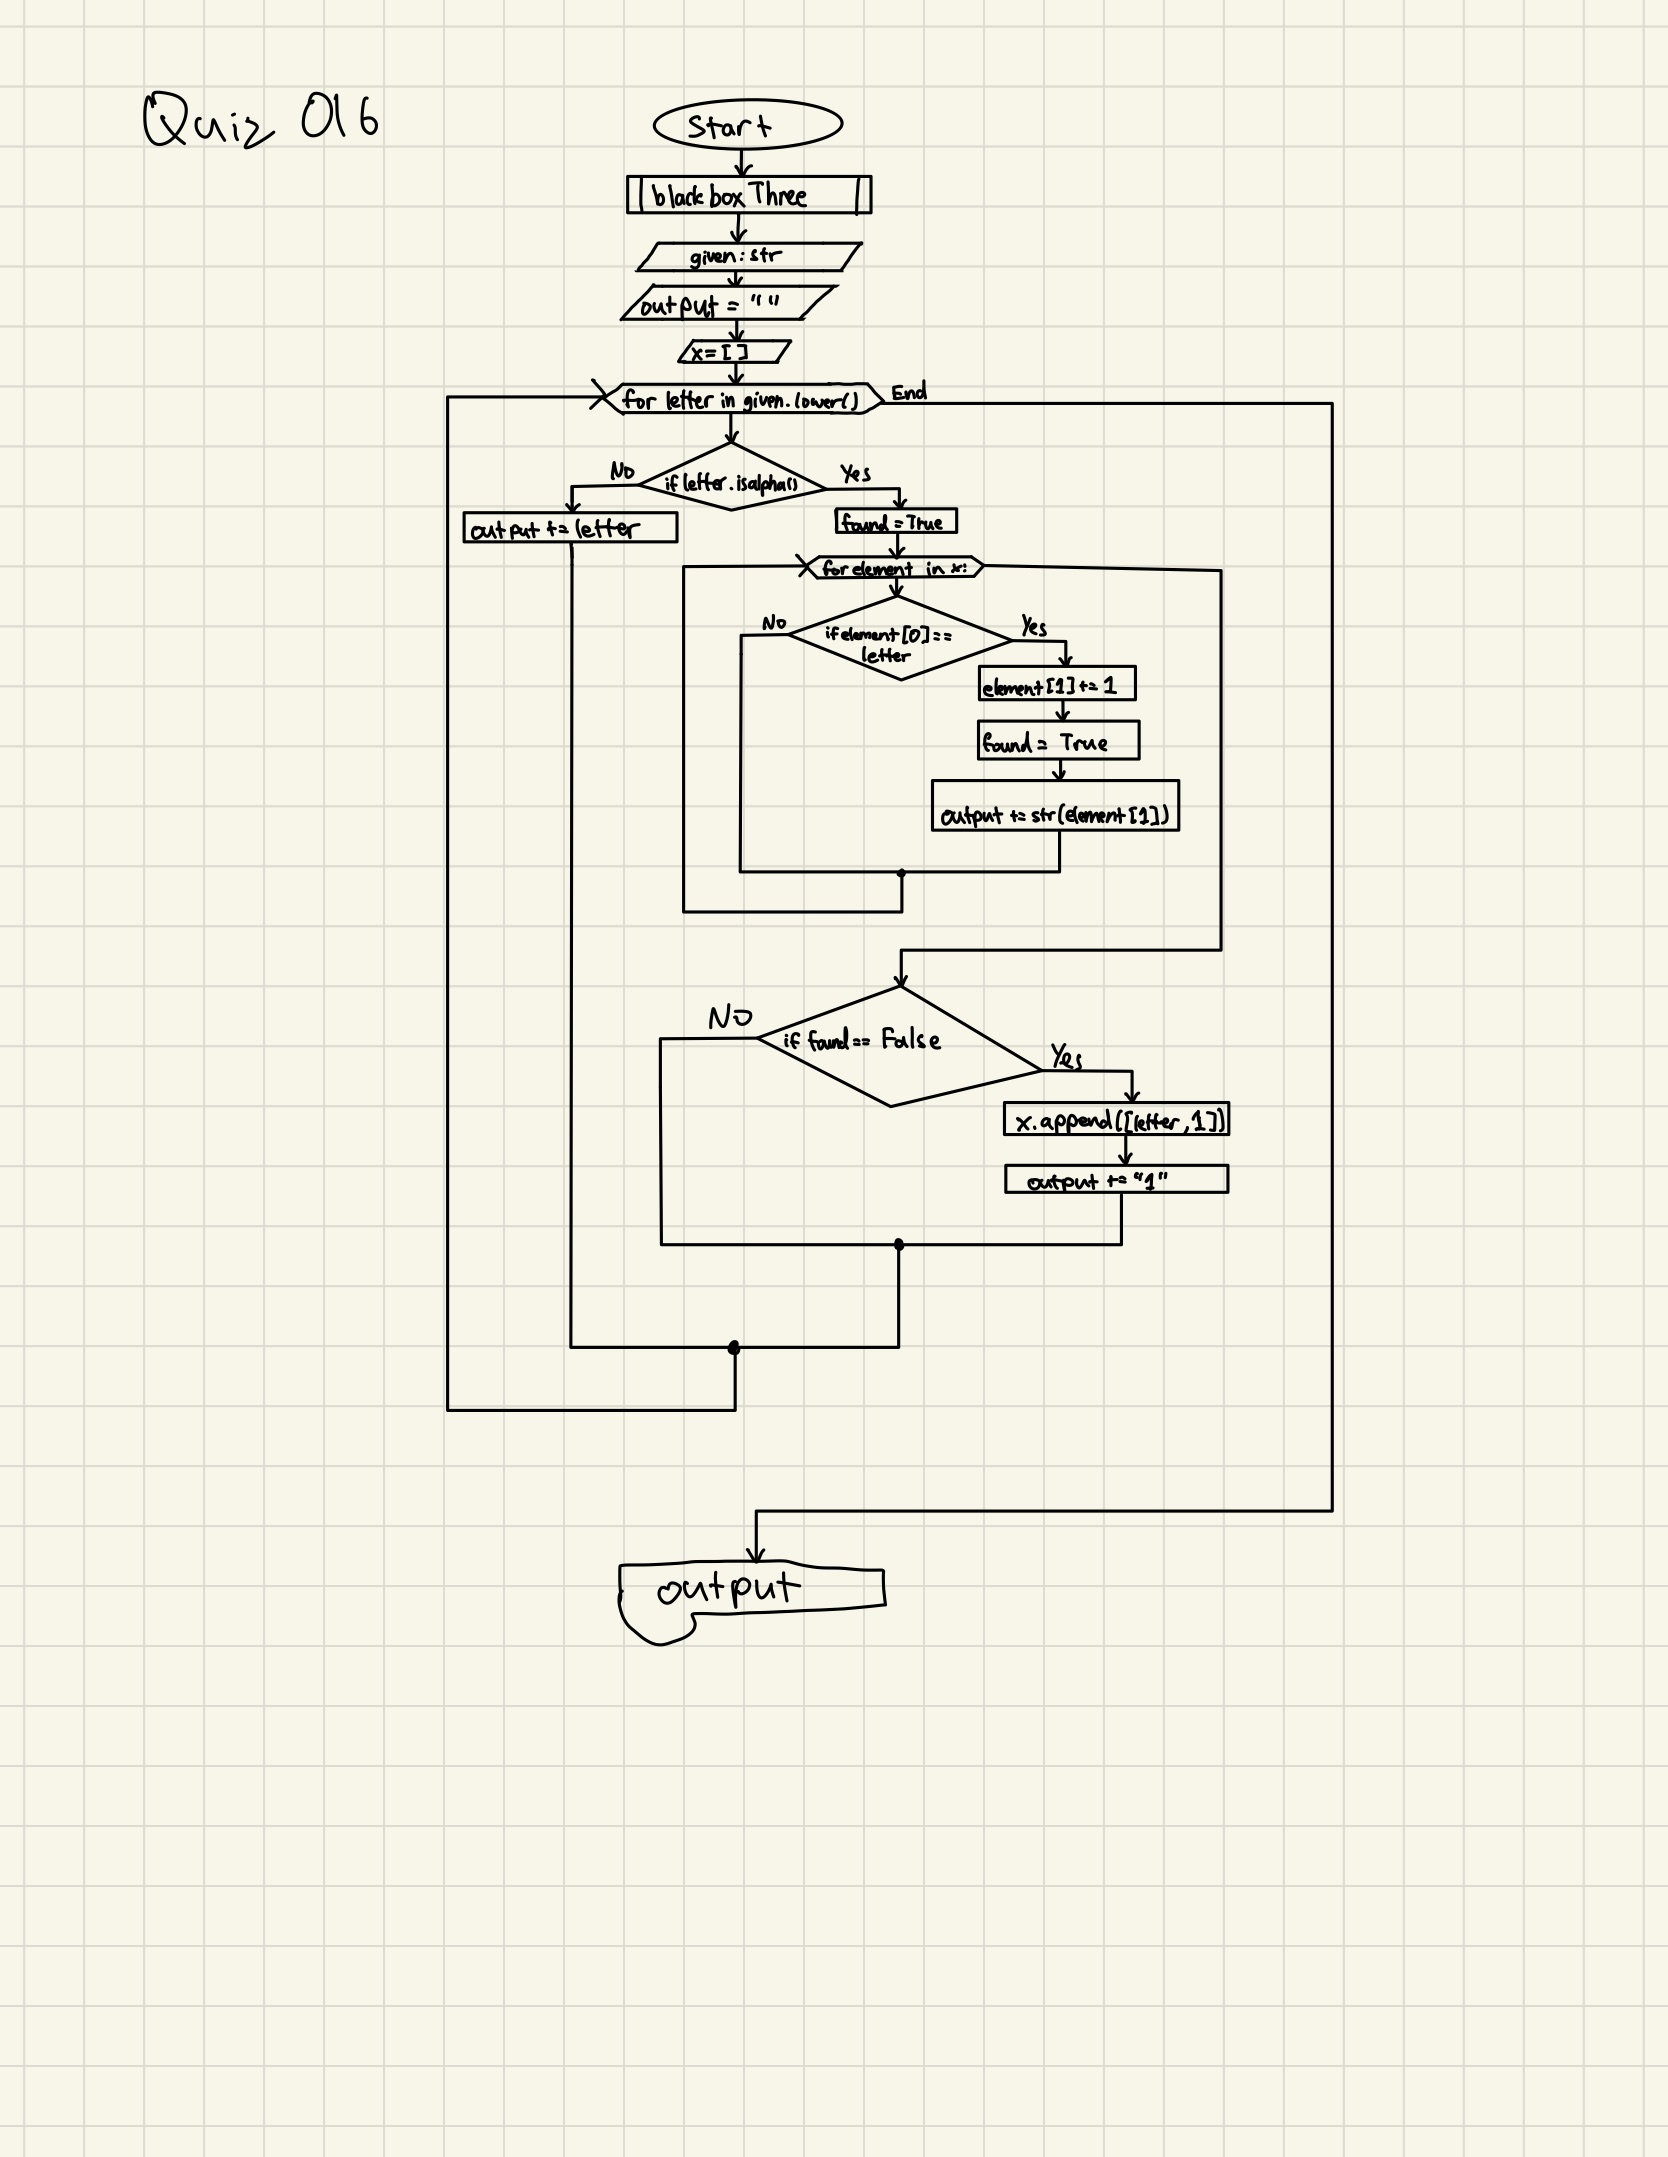 Quiz 016
Start
blackbox Three
given: str
output = ""
x = []
for letter in given.lower()
End
if letter.isalpha()
No
Yes
output += letter
found = True
for element in x:
No
Yes
if element[0] ==
letter
element[1] += 1
found = True
output += str(element[1])
No
if found == False
Yes
x.append([letter, 1])
output += "1"
output